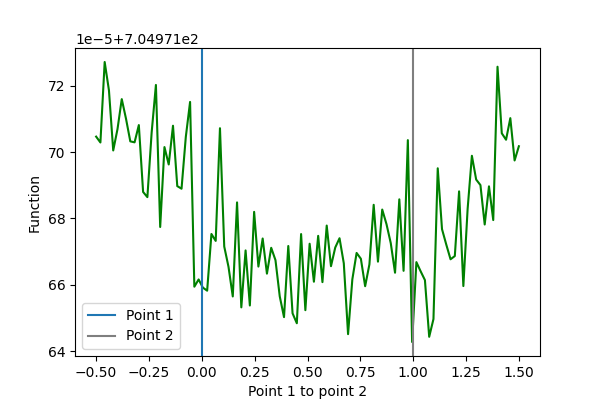 1e−5+7.04971e2
72
70
68
66
64
Function
−0.50 −0.25 0.00 0.25 0.50 0.75 1.00 1.25 1.50
Point 1 to point 2
Point 1
Point 2